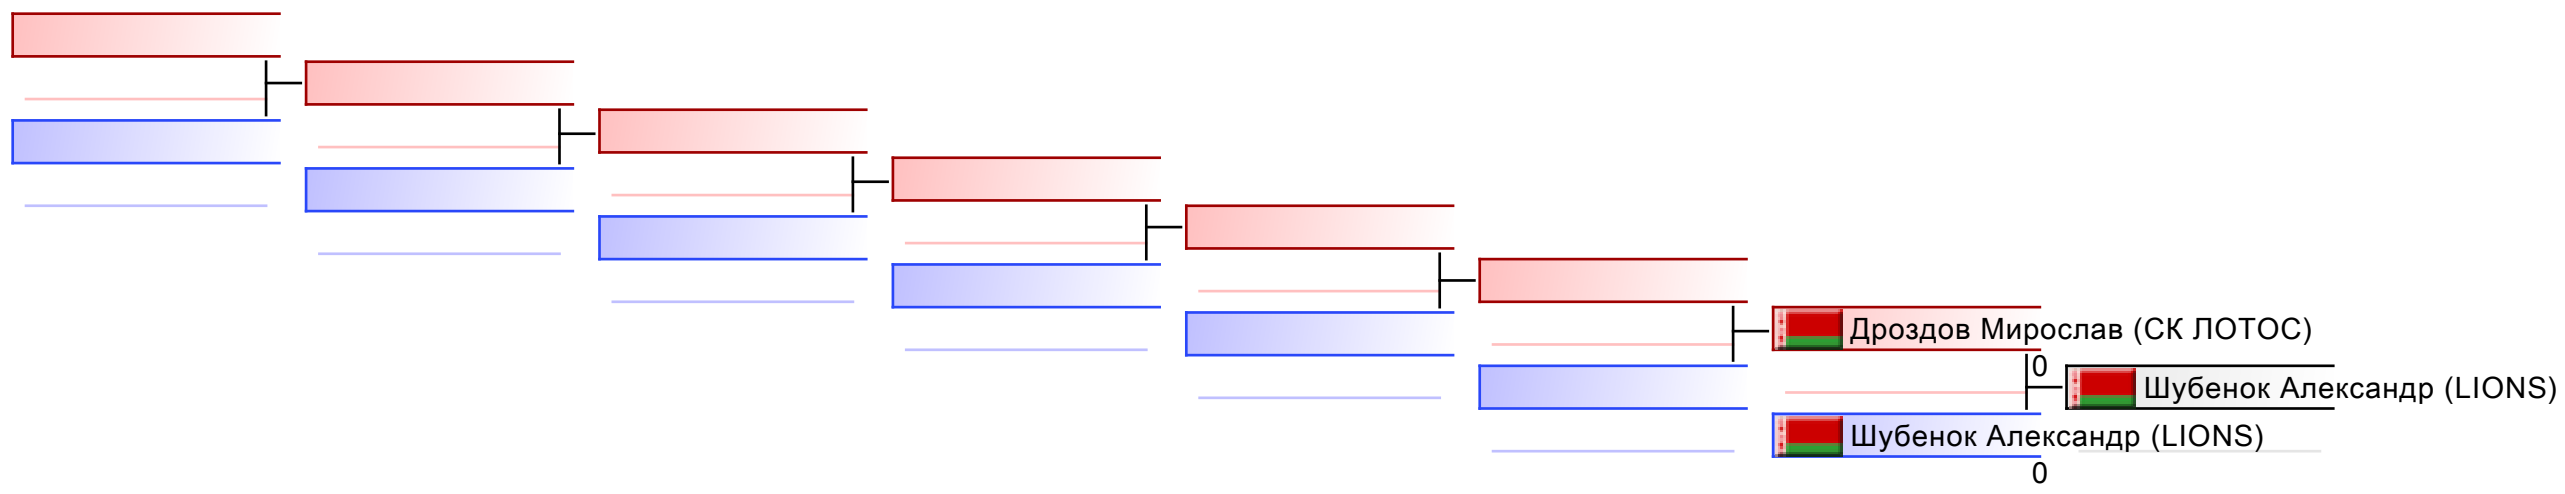 Дроздов Мирослав (СК ЛОТОС)
0
Шубенок Александр (LIONS)
Шубенок Александр (LIONS)
0